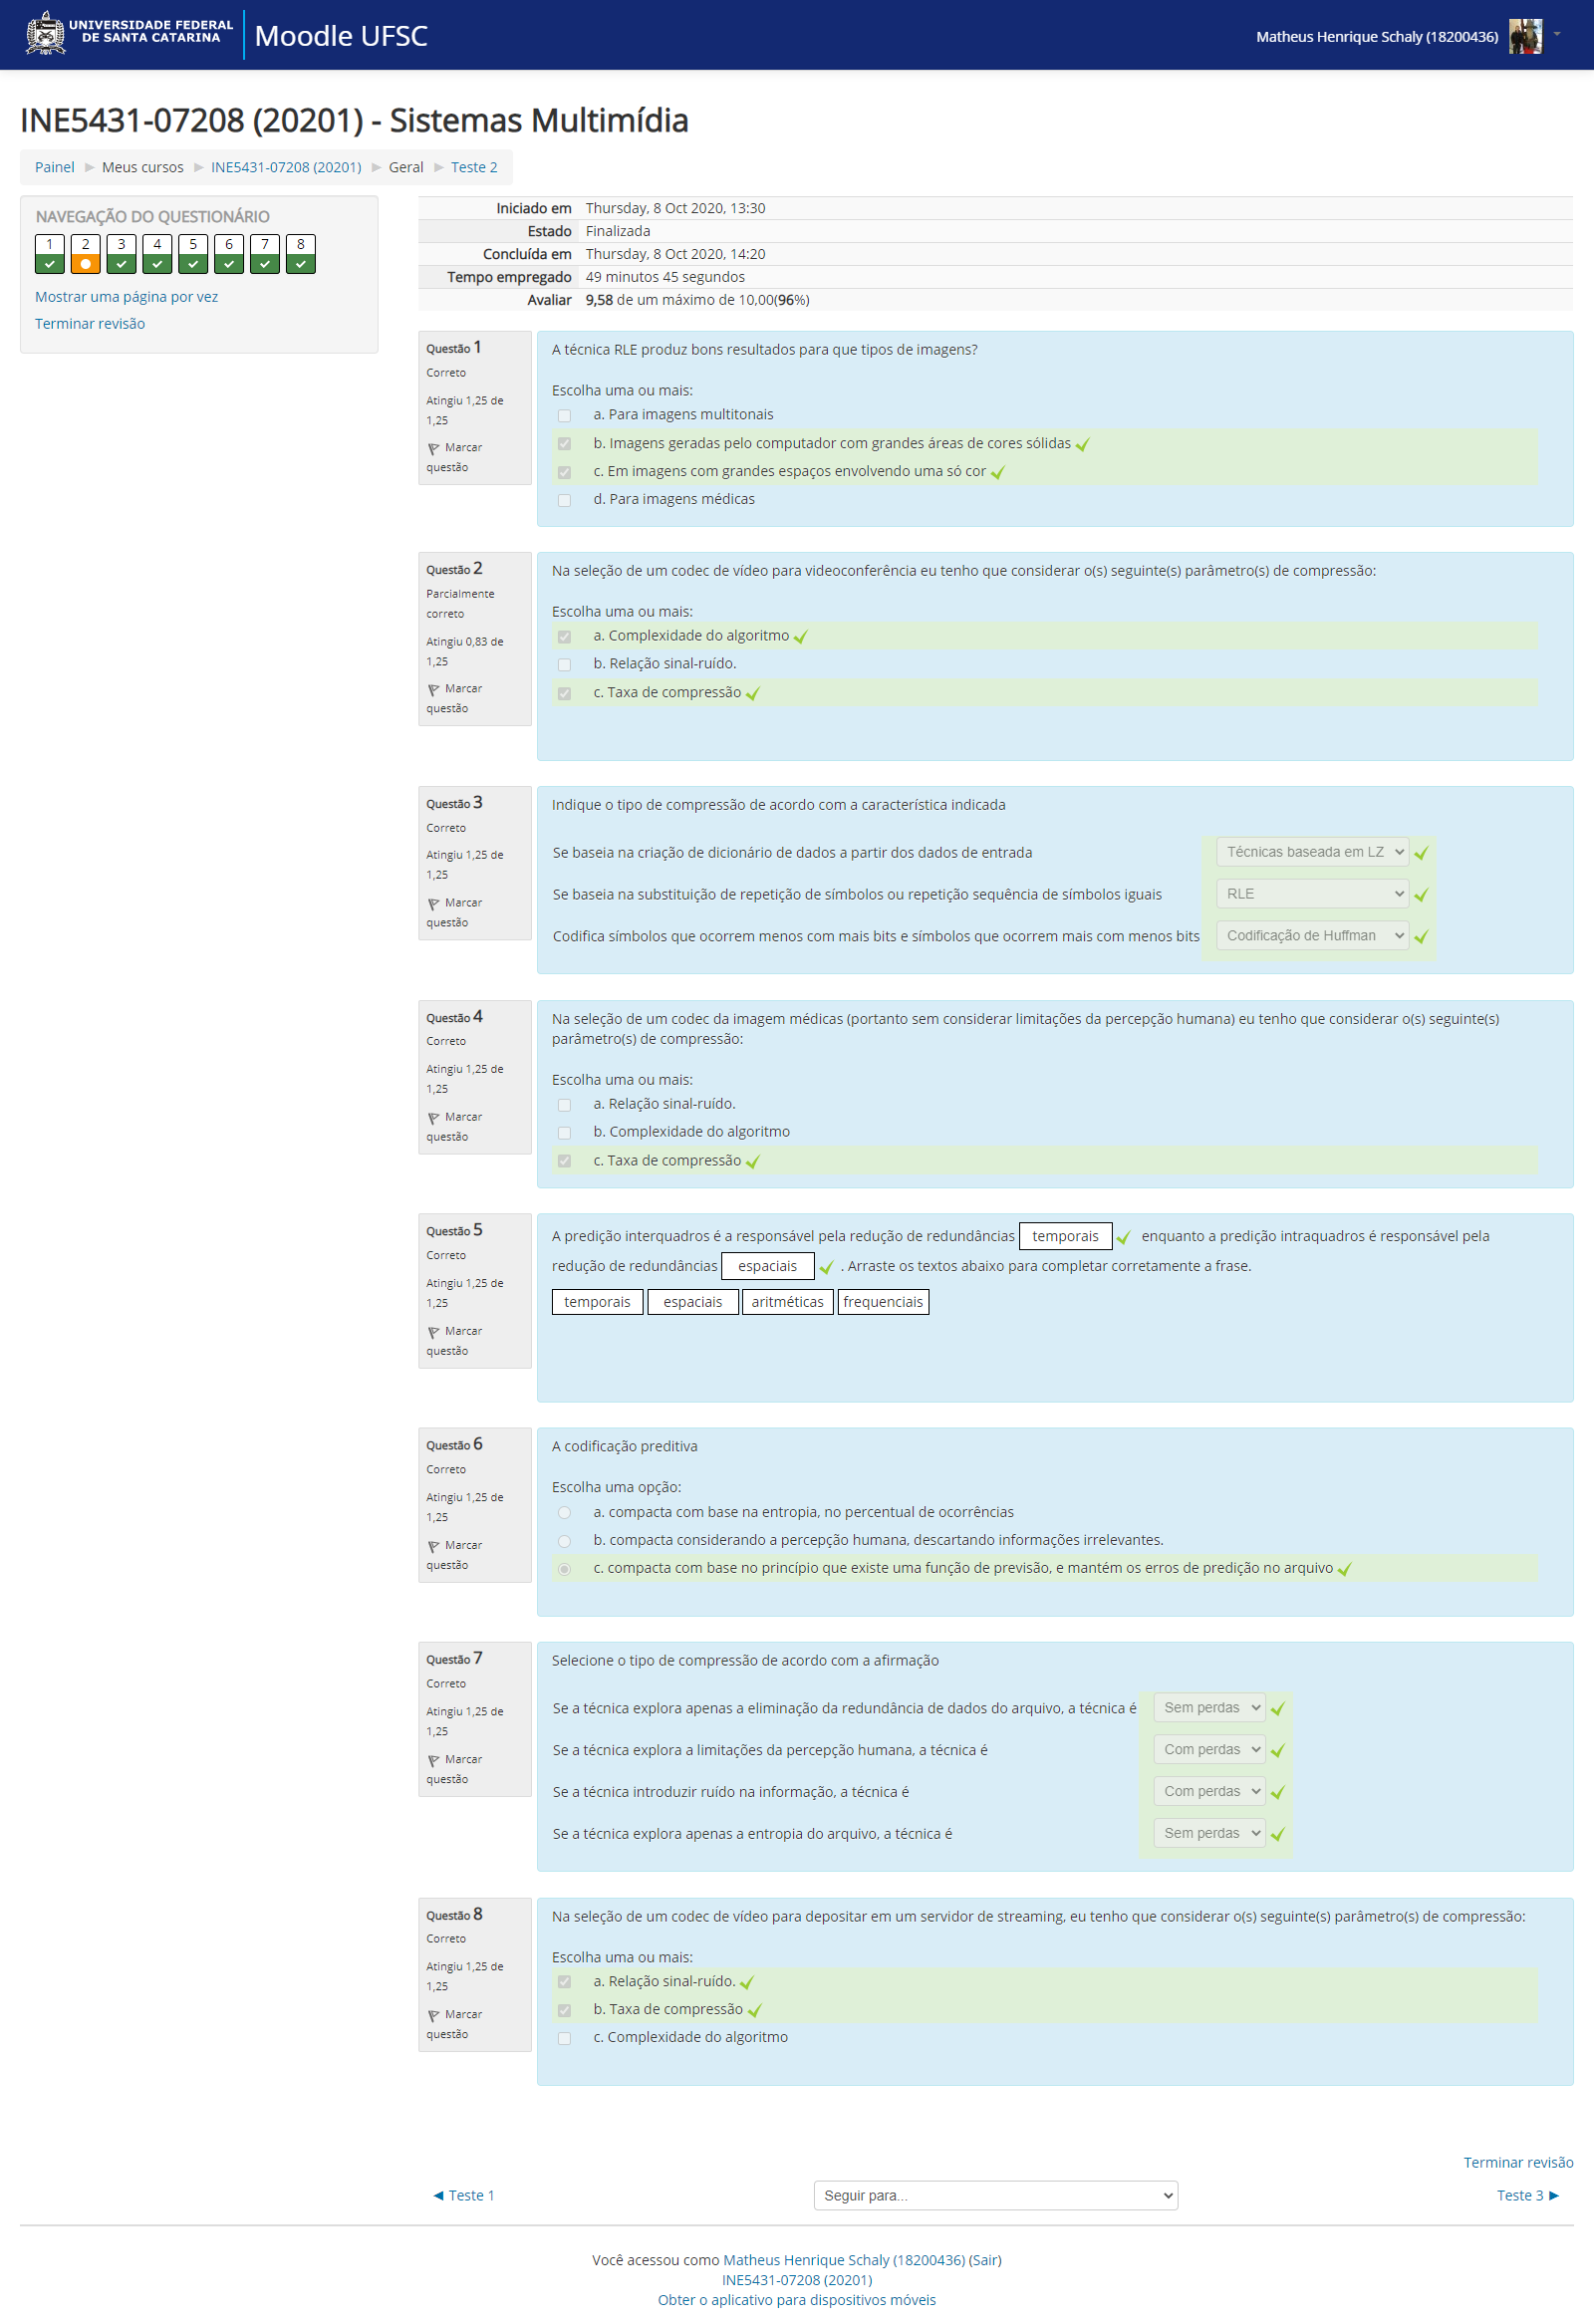 UNIVERSIDADE FEDERAL
DE SANTA CATARINA
Moodle UFSC
Matheus Henrique Schaly (18200436)
INE5431-07208 (20201) - Sistemas Multimídia
Painel ► Meus cursos ► INE5431-07208 (20201) ► Geral ► Teste 2
NAVEGAÇÃO DO QUESTIONÁRIO
1 2 3 4 5 6 7 8
Mostrar uma página por vez
Terminar revisão
Iniciado em Thursday, 8 Oct 2020, 13:30
Estado Finalizada
Concluída em Thursday, 8 Oct 2020, 14:20
Tempo empregado 49 minutos 45 segundos
Avaliar 9,58 de um máximo de 10,00(96%)
Questão 1
Correto
Atingiu 1,25 de
1,25
Marcar
questão
A técnica RLE produz bons resultados para que tipos de imagens?
Escolha uma ou mais:
a. Para imagens multitonais
b. Imagens geradas pelo computador com grandes áreas de cores sólidas
c. Em imagens com grandes espaços envolvendo uma só cor
d. Para imagens médicas
Questão 2
Parcialmente
correto
Atingiu 0,83 de
1,25
Marcar
questão
Na seleção de um codec de vídeo para videoconferência eu tenho que considerar o(s) seguinte(s) parâmetro(s) de compressão:
Escolha uma ou mais:
a. Complexidade do algoritmo
b. Relação sinal-ruído.
c. Taxa de compressão
Questão 3
Correto
Atingiu 1,25 de
1,25
Marcar
questão
Indique o tipo de compressão de acordo com a característica indicada
Se baseia na criação de dicionário de dados a partir dos dados de entrada Técnicas baseada em LZ
Se baseia na substituição de repetição de símbolos ou repetição sequência de símbolos iguais RLE
Codifica símbolos que ocorrem menos com mais bits e símbolos que ocorrem mais com menos bits Codificação de Huffman
Questão 4
Correto
Atingiu 1,25 de
1,25
Marcar
questão
Na seleção de um codec da imagem médicas (portanto sem considerar limitações da percepção humana) eu tenho que considerar o(s) seguinte(s)
parâmetro(s) de compressão:
Escolha uma ou mais:
a. Relação sinal-ruído.
b. Complexidade do algoritmo
c. Taxa de compressão
Questão 5
Correto
Atingiu 1,25 de
1,25
Marcar
questão
A predição interquadros é a responsável pela redução de redundâncias temporais enquanto a predição intraquadros é responsável pela
redução de redundâncias espaciais . Arraste os textos abaixo para completar corretamente a frase.
temporais espaciais aritméticas frequenciais
Questão 6
Correto
Atingiu 1,25 de
1,25
Marcar
questão
A codificação preditiva
Escolha uma opção:
a. compacta com base na entropia, no percentual de ocorrências
b. compacta considerando a percepção humana, descartando informações irrelevantes.
c. compacta com base no princípio que existe uma função de previsão, e mantém os erros de predição no arquivo
Questão 7
Correto
Atingiu 1,25 de
1,25
Marcar
questão
Selecione o tipo de compressão de acordo com a afirmação
Se a técnica explora apenas a eliminação da redundância de dados do arquivo, a técnica é Sem perdas
Se a técnica explora a limitações da percepção humana, a técnica é Com perdas
Se a técnica introduzir ruído na informação, a técnica é Com perdas
Se a técnica explora apenas a entropia do arquivo, a técnica é Sem perdas
Questão 8
Correto
Atingiu 1,25 de
1,25
Marcar
questão
Na seleção de um codec de vídeo para depositar em um servidor de streaming, eu tenho que considerar o(s) seguinte(s) parâmetro(s) de compressão:
Escolha uma ou mais:
a. Relação sinal-ruído.
b. Taxa de compressão
c. Complexidade do algoritmo
Terminar revisão
◄ Teste 1
Seguir para...
Teste 3 ►
Você acessou como Matheus Henrique Schaly (18200436) (Sair)
INE5431-07208 (20201)
Obter o aplicativo para dispositivos móveis